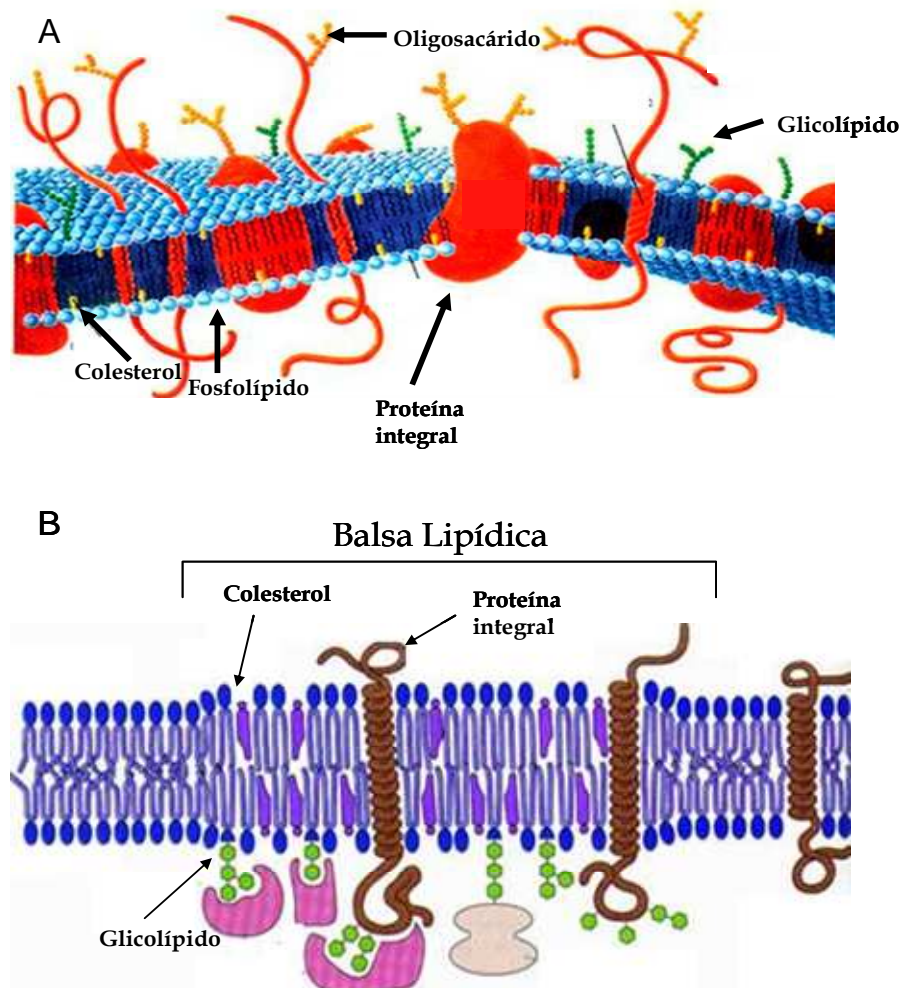 A
Oligosacárido
Glicolípido
Colesterol
Fosfolípido
Proteína
integral
B
Balsa Lipídica
Colesterol
Proteína
integral
Glicolípido